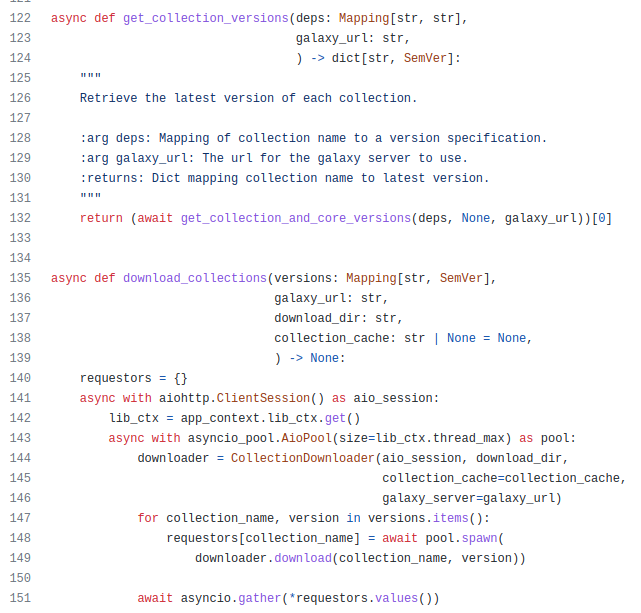 122 async def get_collection_versions(deps: Mapping[str, str],
123                                   galaxy_url: str,
124                                   ) -> dict[str, SemVer]:
125     """
126     Retrieve the latest version of each collection.
127
128     :arg deps: Mapping of collection name to a version specification.
129     :arg galaxy_url: The url for the galaxy server to use.
130     :returns: Dict mapping collection name to latest version.
131     """
132     return (await get_collection_and_core_versions(deps, None, galaxy_url))[0]
133
134
135 async def download_collections(versions: Mapping[str, SemVer],
136                                galaxy_url: str,
137                                download_dir: str,
138                                collection_cache: str | None = None,
139                                ) -> None:
140     requestors = {}
141     async with aiohttp.ClientSession() as aio_session:
142         lib_ctx = app_context.lib_ctx.get()
143         async with asyncio_pool.AioPool(size=lib_ctx.thread_max) as pool:
144             downloader = CollectionDownloader(aio_session, download_dir,
145                                               collection_cache=collection_cache,
146                                               galaxy_server=galaxy_url)
147             for collection_name, version in versions.items():
148                 requestors[collection_name] = await pool.spawn(
149                     downloader.download(collection_name, version))
150
151             await asyncio.gather(*requestors.values())